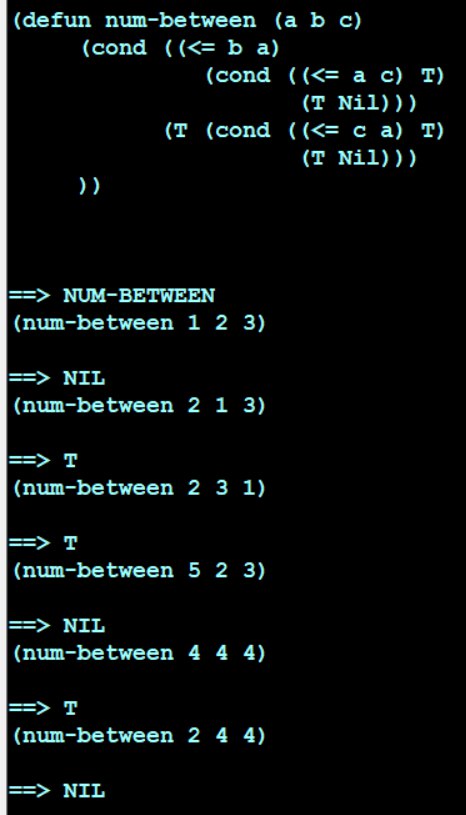 (defun num-between (a b c)
(cond ((<= b a)
(cond ((<= a c) T)
(T Nil)))
(T (cond ((<= c a) T)
(T Nil)))
))
==> NUM-BETWEEN
(num-between 1 2 3)
==> NIL
(num-between 2 1 3)
==> T
(num-between 2 3 1)
==> T
(num-between 5 2 3)
==> NIL
(num-between 4 4 4)
==> T
(num-between 2 4 4)
==> NIL